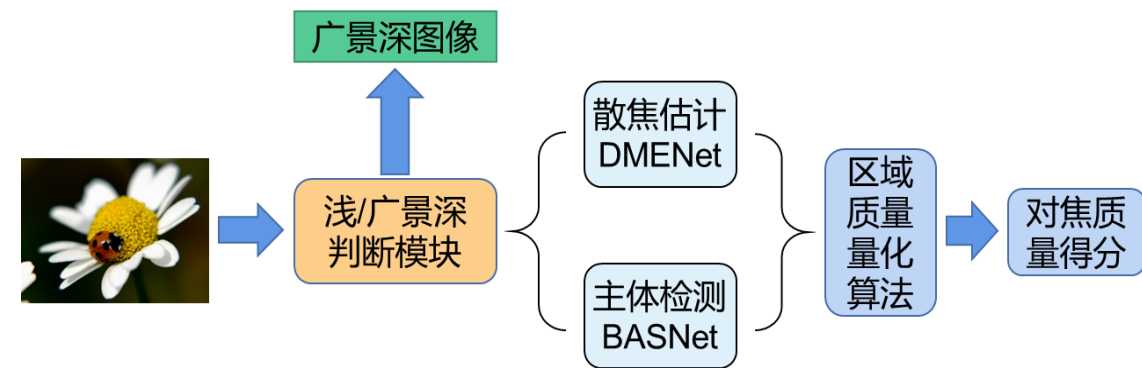 广景深图像
浅/广景深
判断模块
散焦估计
DMENet
主体检测
BASNet
区域
质量
量化
算法
对焦质
量得分